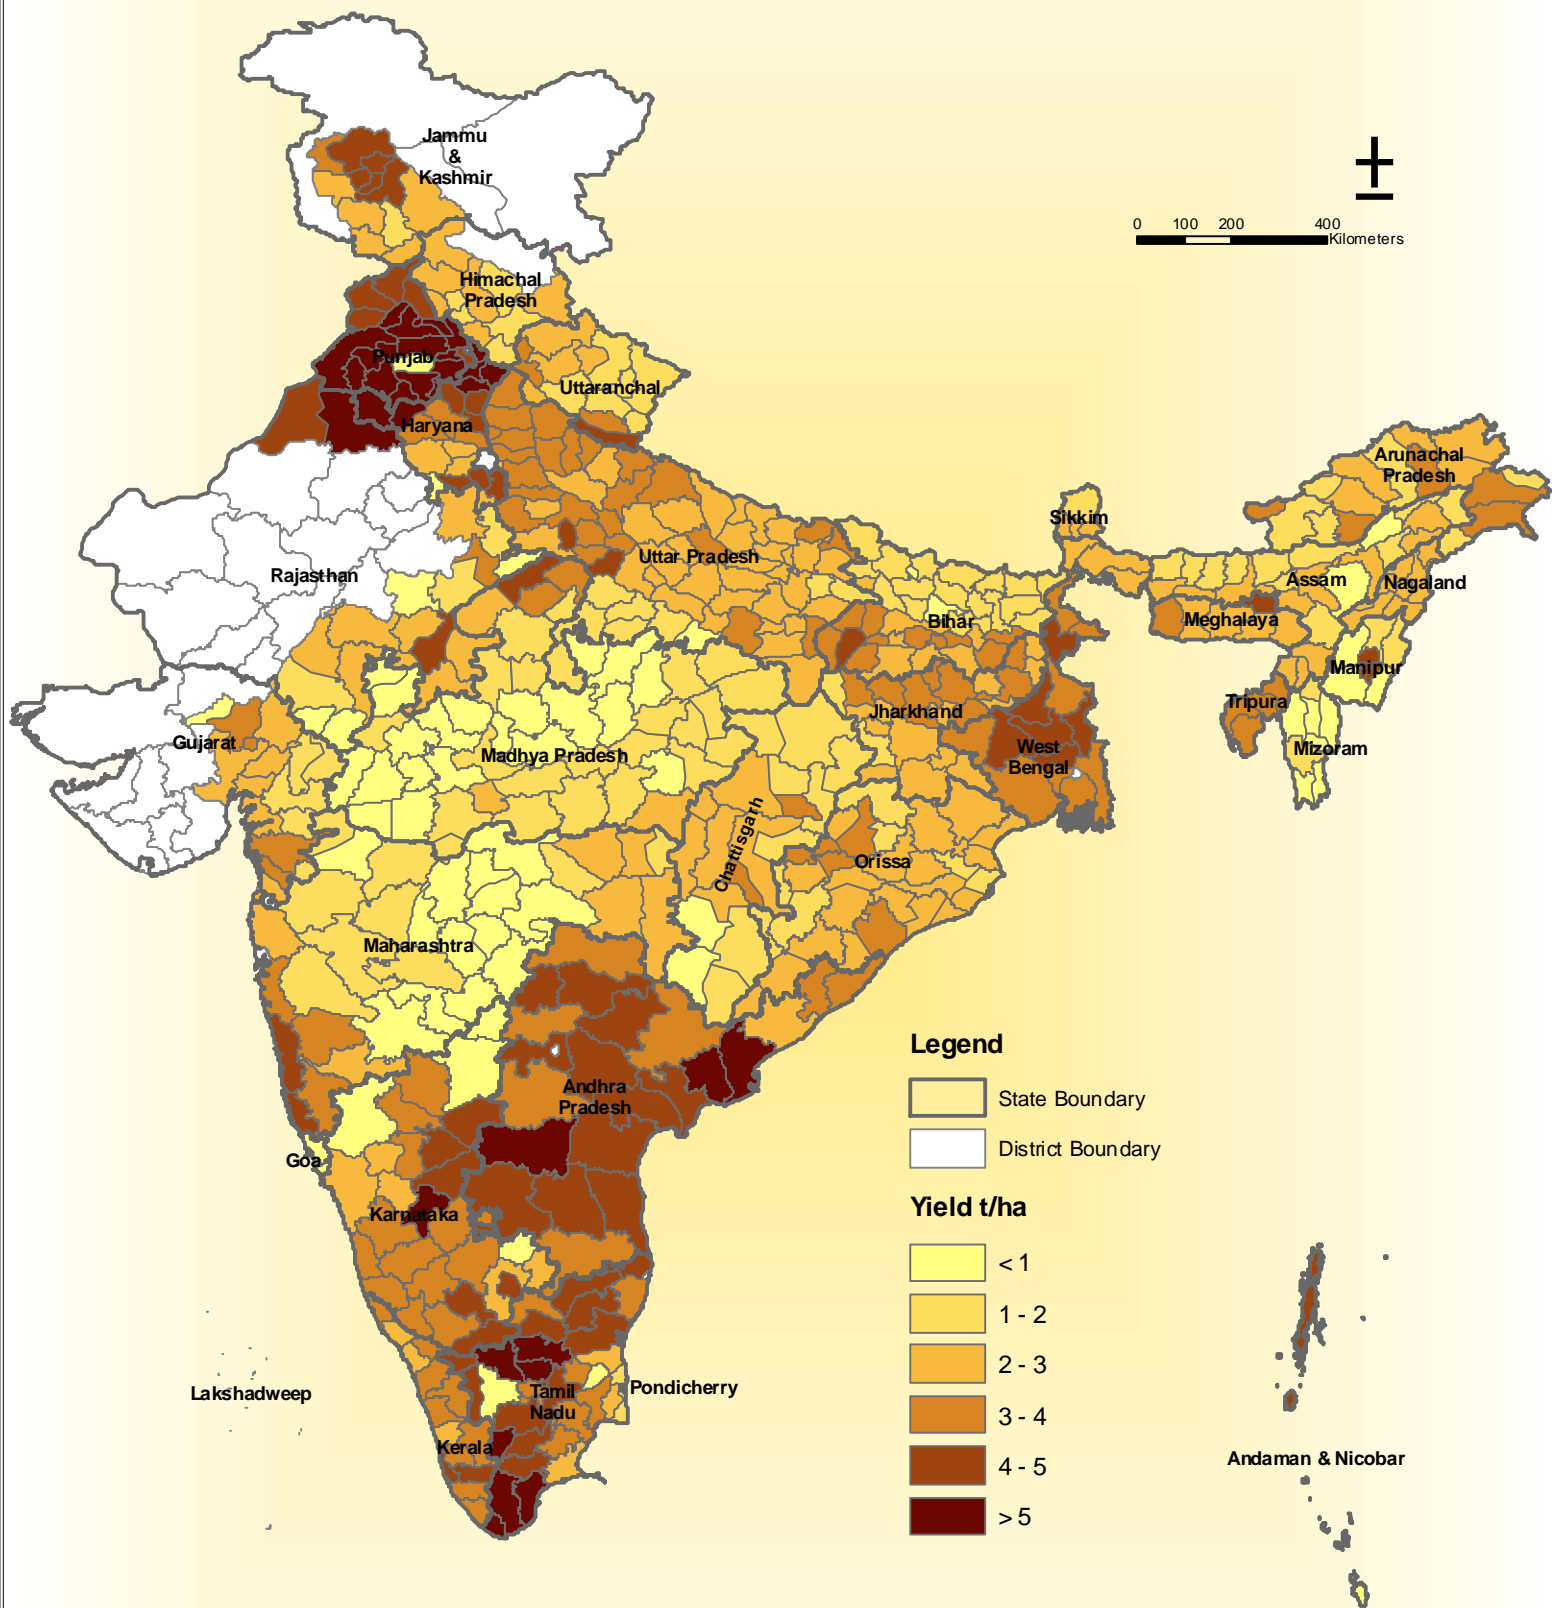 Jammu
&
Kashmir
0 100 200 400
Kilometers
Himachal
Pradesh
Punjab
Uttaranchal
Haryana
Arunachal
Pradesh
Sikkim
Uttar Pradesh
Rajasthan
Assam
Nagaland
Bihar
Meghalaya
Manipur
Tripura
Jharkhand
Gujarat
West
Bengal
Mizoram
Madhya Pradesh
Chattisgarh
Orissa
Maharashtra
Legend
State Boundary
District Boundary
Andhra
Pradesh
Goa
Karnataka
Yield t/ha
< 1
1 - 2
2 - 3
3 - 4
4 - 5
> 5
Lakshadweep
Tamil
Nadu
Pondicherry
Kerala
Andaman & Nicobar